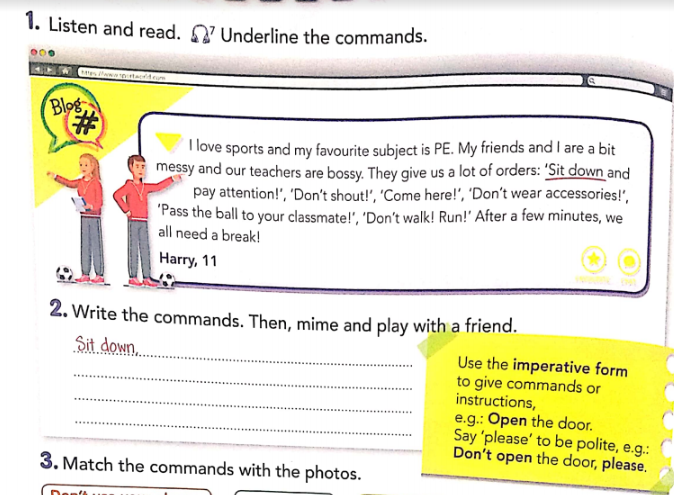 1. Listen and read. 7 Underline the commands.
Blog
#
I love sports and my favourite subject is PE. My friends and I are a bit
messy and our teachers are bossy. They give us a lot of orders: ‘Sit down and
pay attention!’, ‘Don’t shout!’, ‘Come here!’, ‘Don’t wear accessories!’,
‘Pass the ball to your classmate!’, ‘Don’t walk! Run!’ After a few minutes, we
all need a break!
Harry, 11
2. Write the commands. Then, mime and play with a friend.
Sit down,
Use the imperative form
to give commands or
instructions,
e.g.: Open the door.
Say ‘please’ to be polite, e.g.:
Don’t open the door, please.
3. Match the commands with the photos.